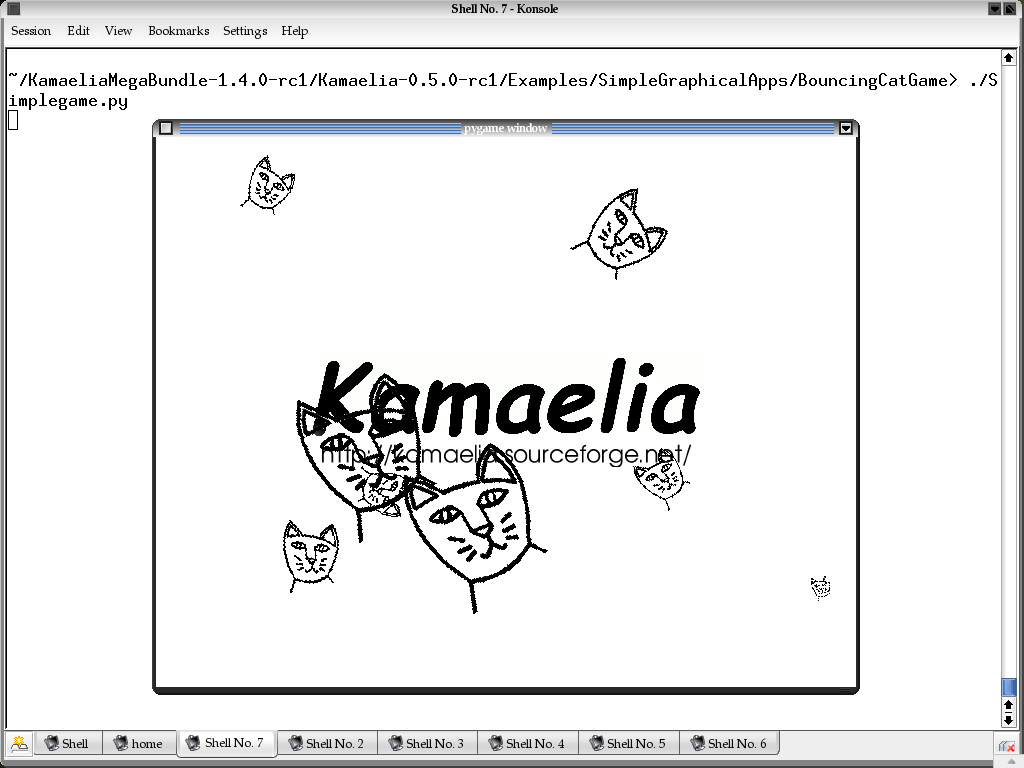 Shell No. 7 - Konsole
Session Edit View Bookmarks Settings Help
~/KamaeliaMegaBundle-1.4.0-rc1/Kamaelia-0.5.0-rc1/Examples/SimpleGraphicalApps/BouncingCatGame> ./S
implegame.py
pygame window
Kamaelia
http://kamaelia.sourceforge.net/
Shell home Shell No. 7 Shell No. 2 Shell No. 3 Shell No. 4 Shell No. 5 Shell No. 6